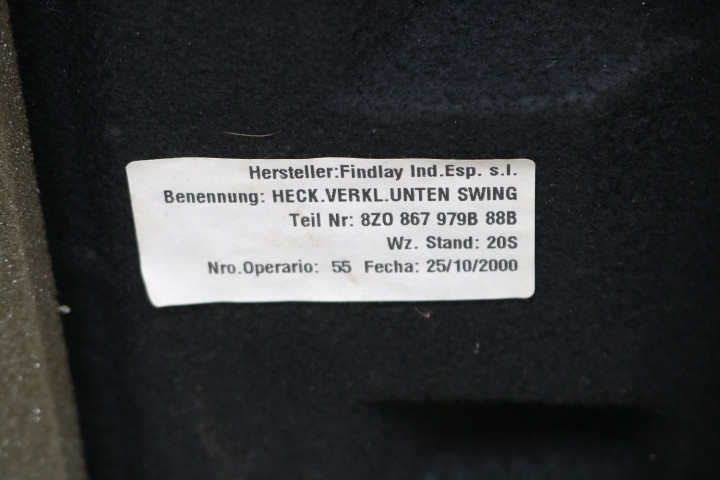 Hersteller:Findlay Ind.Esp. s.l.
Benennung: HECK.VERKL.UNTEN SWING
Teil Nr: 8Z0 867 979B 88B
Wz. Stand: 20S
Nro.Operario: 55 Fecha: 25/10/2000